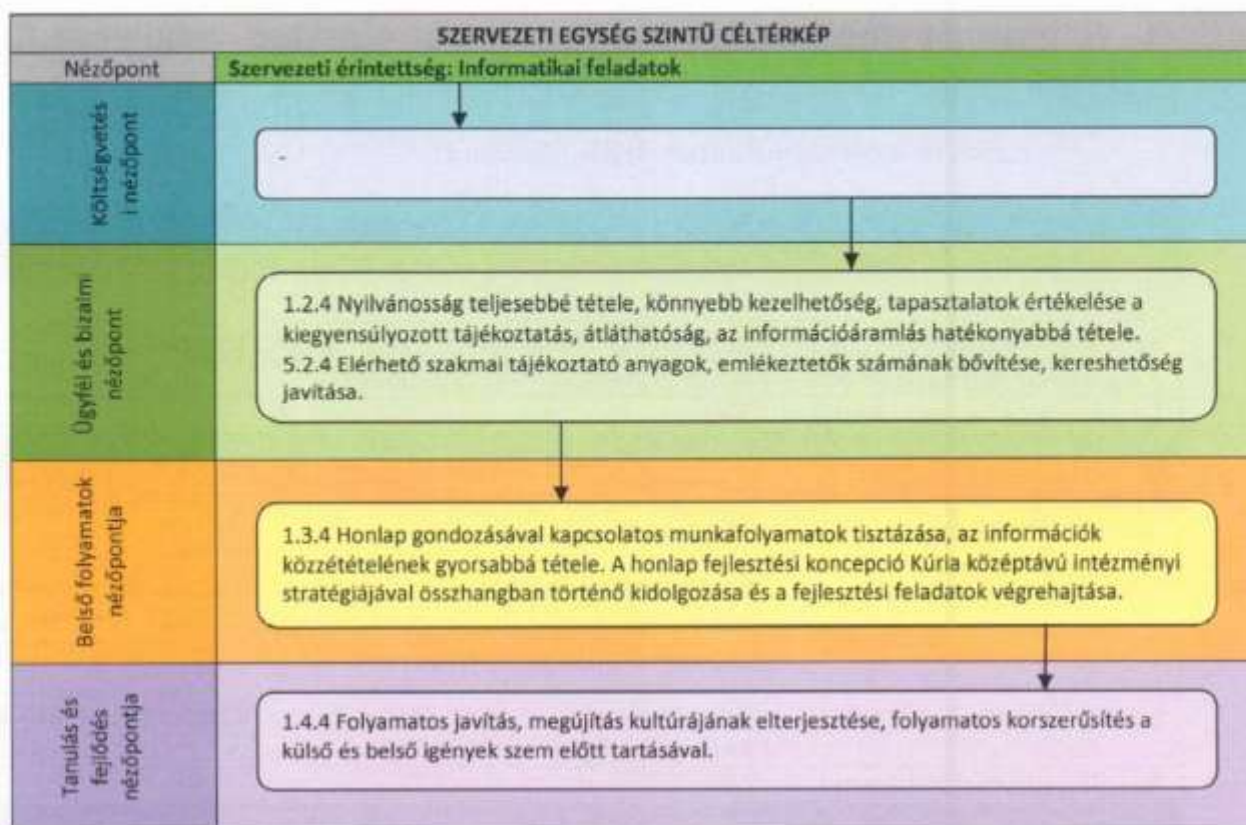 SZERVEZETI EGYSÉG SZINTŰ CÉLTÉRKÉP
Nézőpont
Szervezeti érintettség: Informatikai feladatok
Költségvetés
i nézőpont
-
Ügyfél és bizalmi
nézőpont
1.2.4 Nyilvánosság teljesebbé tétele, könnyebb kezelhetőség, tapasztalatok értékelése a
kiegyensúlyozott tájékoztatás, átláthatóság, az információáramlás hatékonyabbá tétele.
5.2.4 Elérhető szakmai tájékoztató anyagok, emlékeztetők számának bővítése, kereshetőség
javítása.
Belső folyamatok
nézőpontja
1.3.4 Honlap gondozásával kapcsolatos munkafolyamatok tisztázása, az információk
közzétételének gyorsabbá tétele. A honlap fejlesztési koncepció Kúria középtávú intézményi
stratégiájával összhangban történő kidolgozása és a fejlesztési feladatok végrehajtása.
Tanulás és
fejlődés
nézőpontja
1.4.4 Folyamatos javítás, megújítás kultúrájának elterjesztése, folyamatos korszerűsítés a
külső és belső igények szem előtt tartásával.